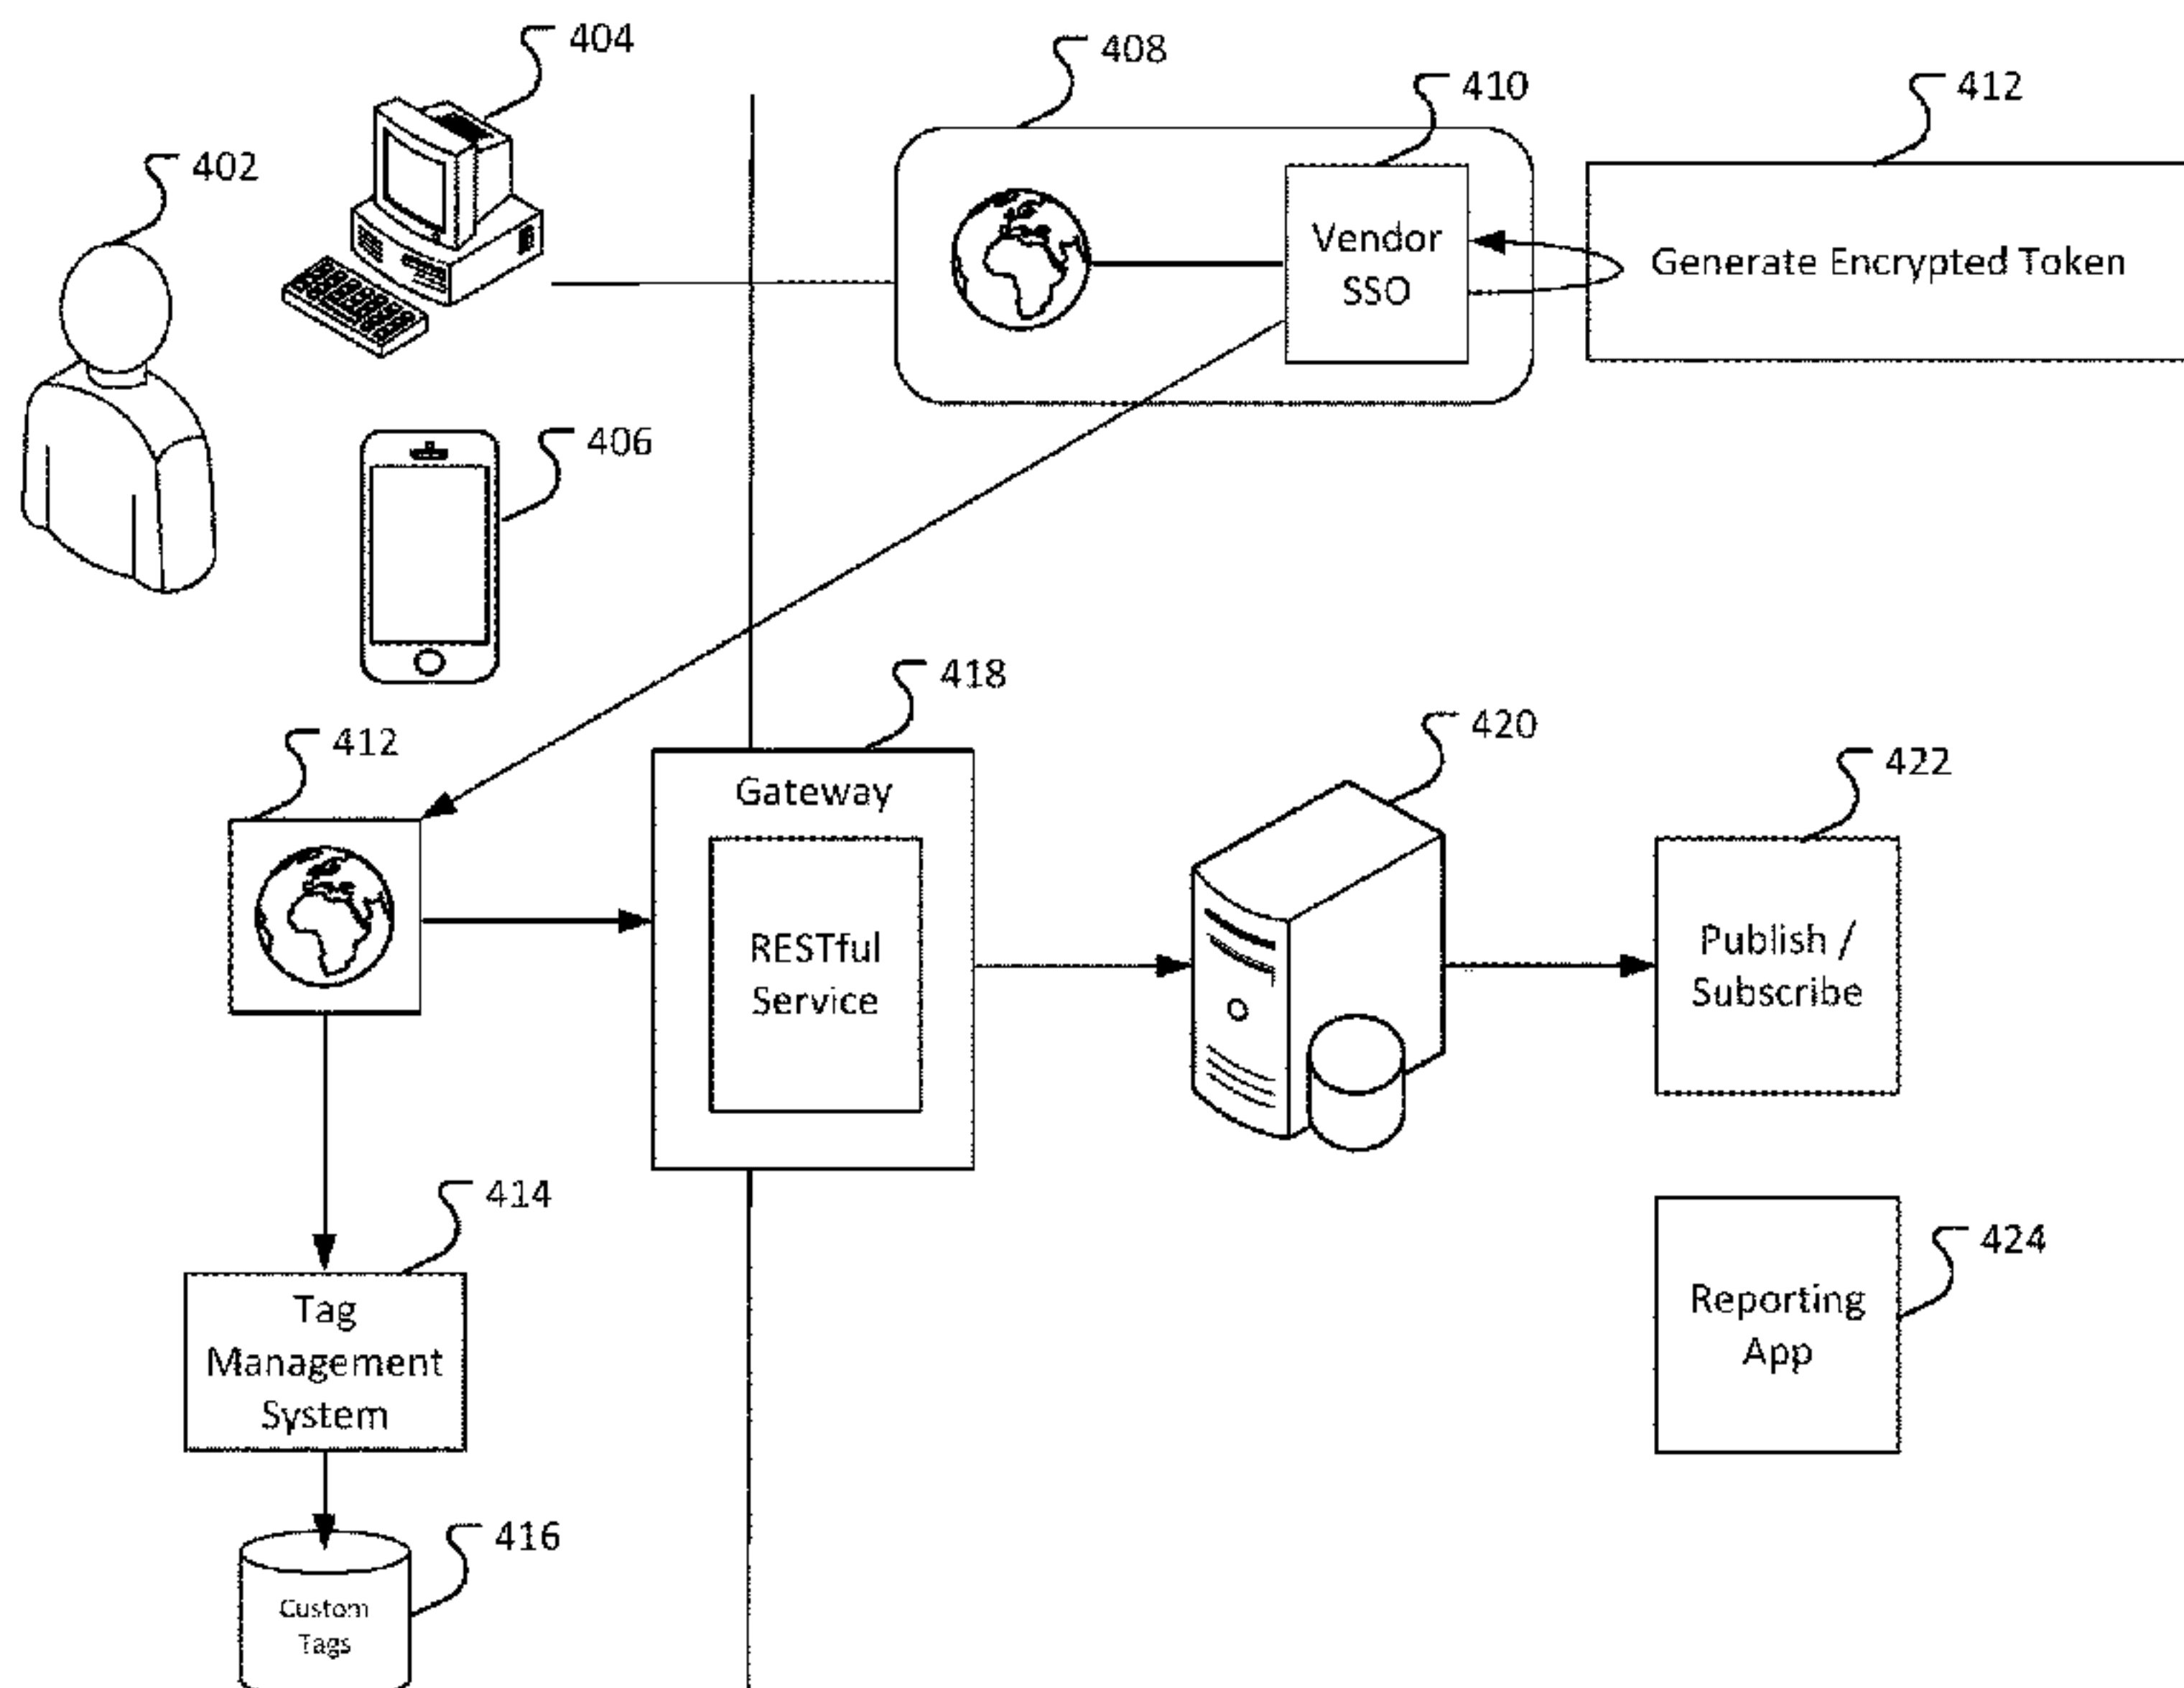 404
408
410
412
402
Vendor
SSO
Generate Encrypted Token
406
418
412
420
422
Gateway
RESTful
Service
Publish /
Subscribe
414
424
Tag
Management
System
Reporting
App
416
Custom
Tags